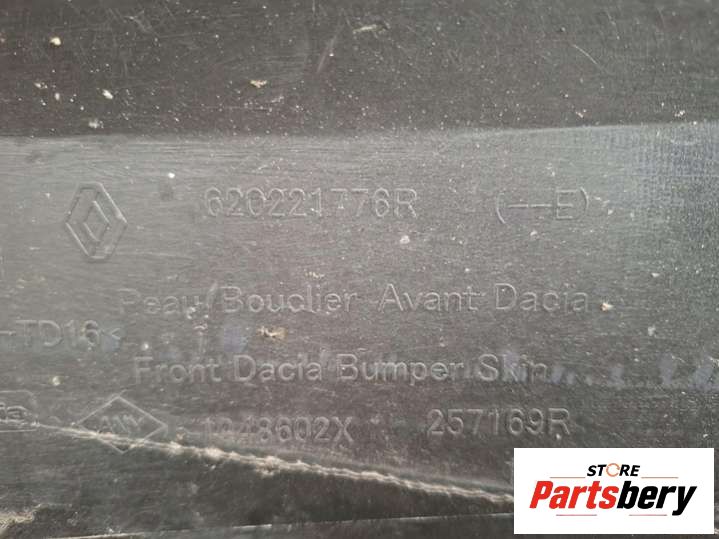 620221776R (--E)
Peau/Bouclier Avant Dacia
-TD16<
Front Dacia Bumper Skin
257169R
STORE
Partsbery